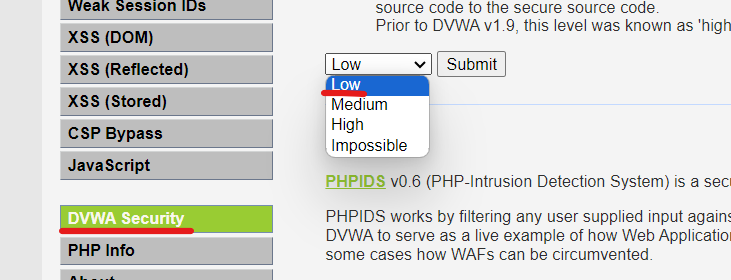 Weak Session IDs
XSS (DOM)
XSS (Reflected)
XSS (Stored)
CSP Bypass
JavaScript
DVWA Security
PHP Info
About
source code to the secure source code.
Prior to DVWA v1.9, this level was known as 'high
Low Submit
Low
Medium
High
Impossible
PHPIDS v0.6 (PHP-Intrusion Detection System) is a secu
PHPIDS works by filtering any user supplied input agains
DVWA to serve as a live example of how Web Application
some cases how WAFs can be circumvented.